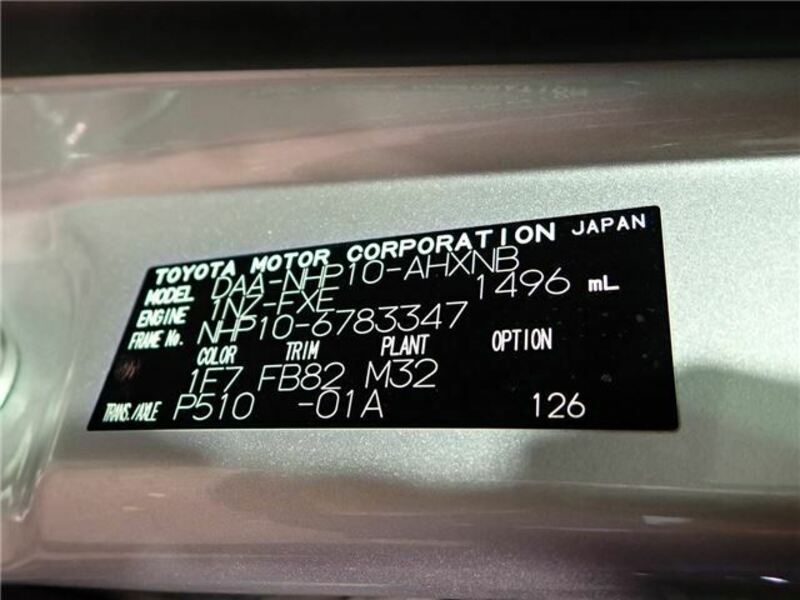 TOYOTA MOTOR CORPORATION JAPAN
MODEL DAA-NHP10-AHXNB
ENGINE 1NZ-FXE 1496 mL
FRAME No. NHP10-6783347
COLOR TRIM PLANT OPTION
1F7 FB82 M32
TRANS./AXLE P510 -01A 126